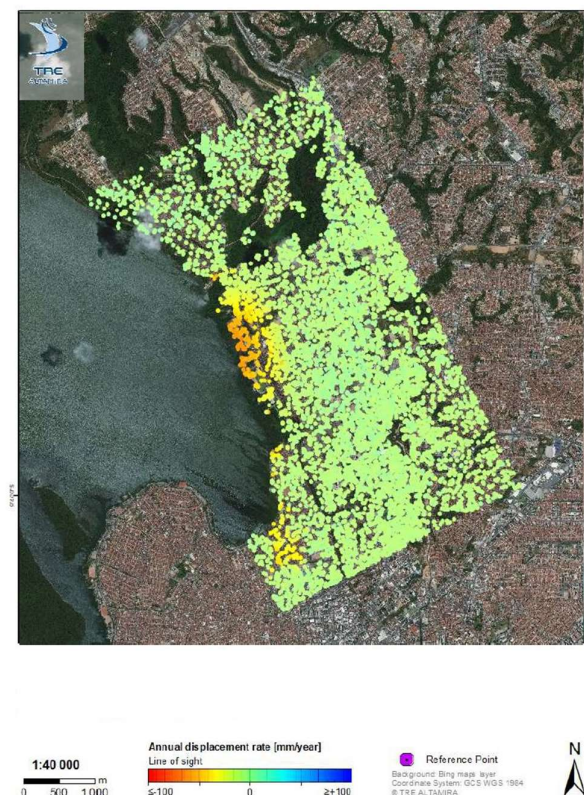 TRE
ALTAMIRA
Annual displacement rate [mm/year]
Line of sight
≤-100 0 ≥+100
1:40 000
0 500 1.000 m
Reference Point
Background: Bing maps layer
Coordinate System: GCS WGS 1984
© TRE ALTAMIRA
N